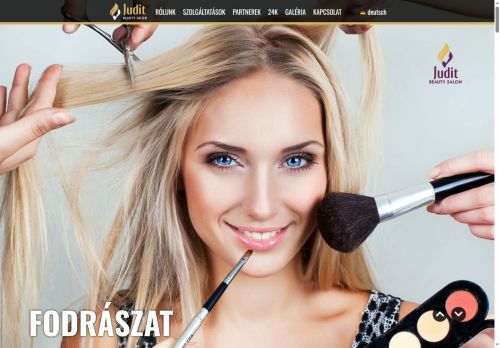 Judit
BEAUTY SALON
RÓLUNK SZOLGÁLTATÁSOK PARTNEREK 24K GALÉRIA KAPCSOLAT deutsch
Judit
BEAUTY SALON
FODRÁSZAT